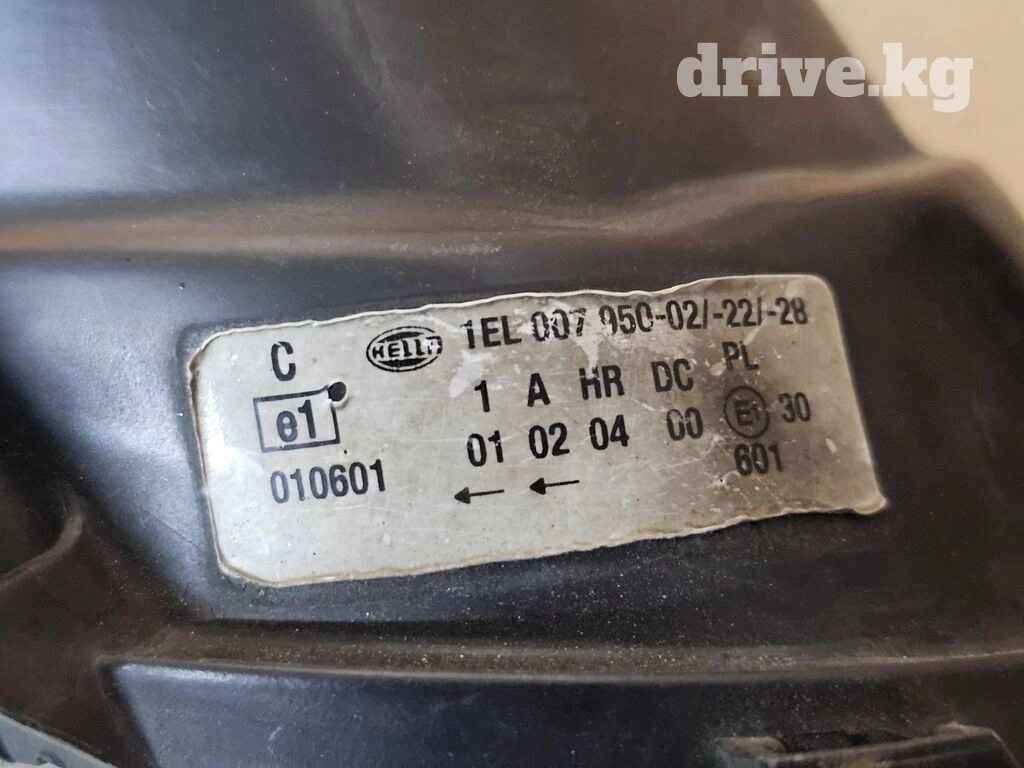 drive.kg
C HELLA 1EL 007 950-02/-22/-28
1 A HR DC PL
e1 01 02 04 00 E1 30
010601 601
← ←